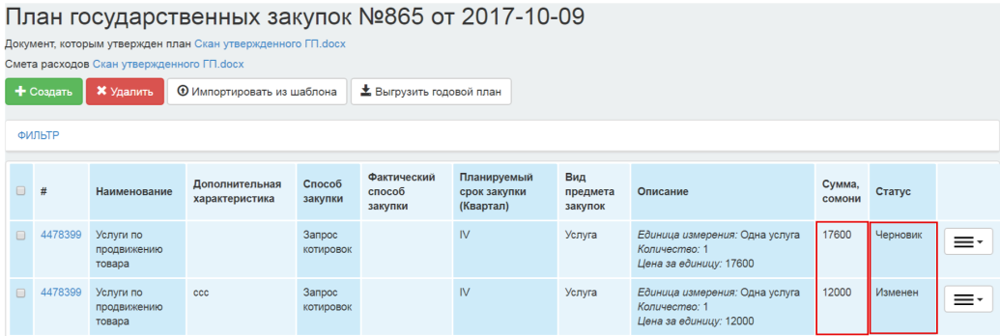 План государственных закупок №865 от 2017-10-09
Документ, которым утвержден план Скан утвержденного ГП.docx
Смета расходов Скан утвержденного ГП.docx
Создать Удалить Импортировать из шаблона Выгрузить годовой план
ФИЛЬТР
# Наименование Дополнительная характеристика Способ закупки Фактический способ закупки Планируемый срок закупки (Квартал) Вид предмета закупок Описание Сумма, сомони Статус
4478399 Услуги по продвижению товара Запрос котировок IV Услуга Единица измерения: Одна услуга
Количество: 1
Цена за единицу: 17600
17600 Черновик
4478399 Услуги по продвижению товара ссс Запрос котировок IV Услуга Единица измерения: Одна услуга
Количество: 1
Цена за единицу: 12000
12000 Изменен